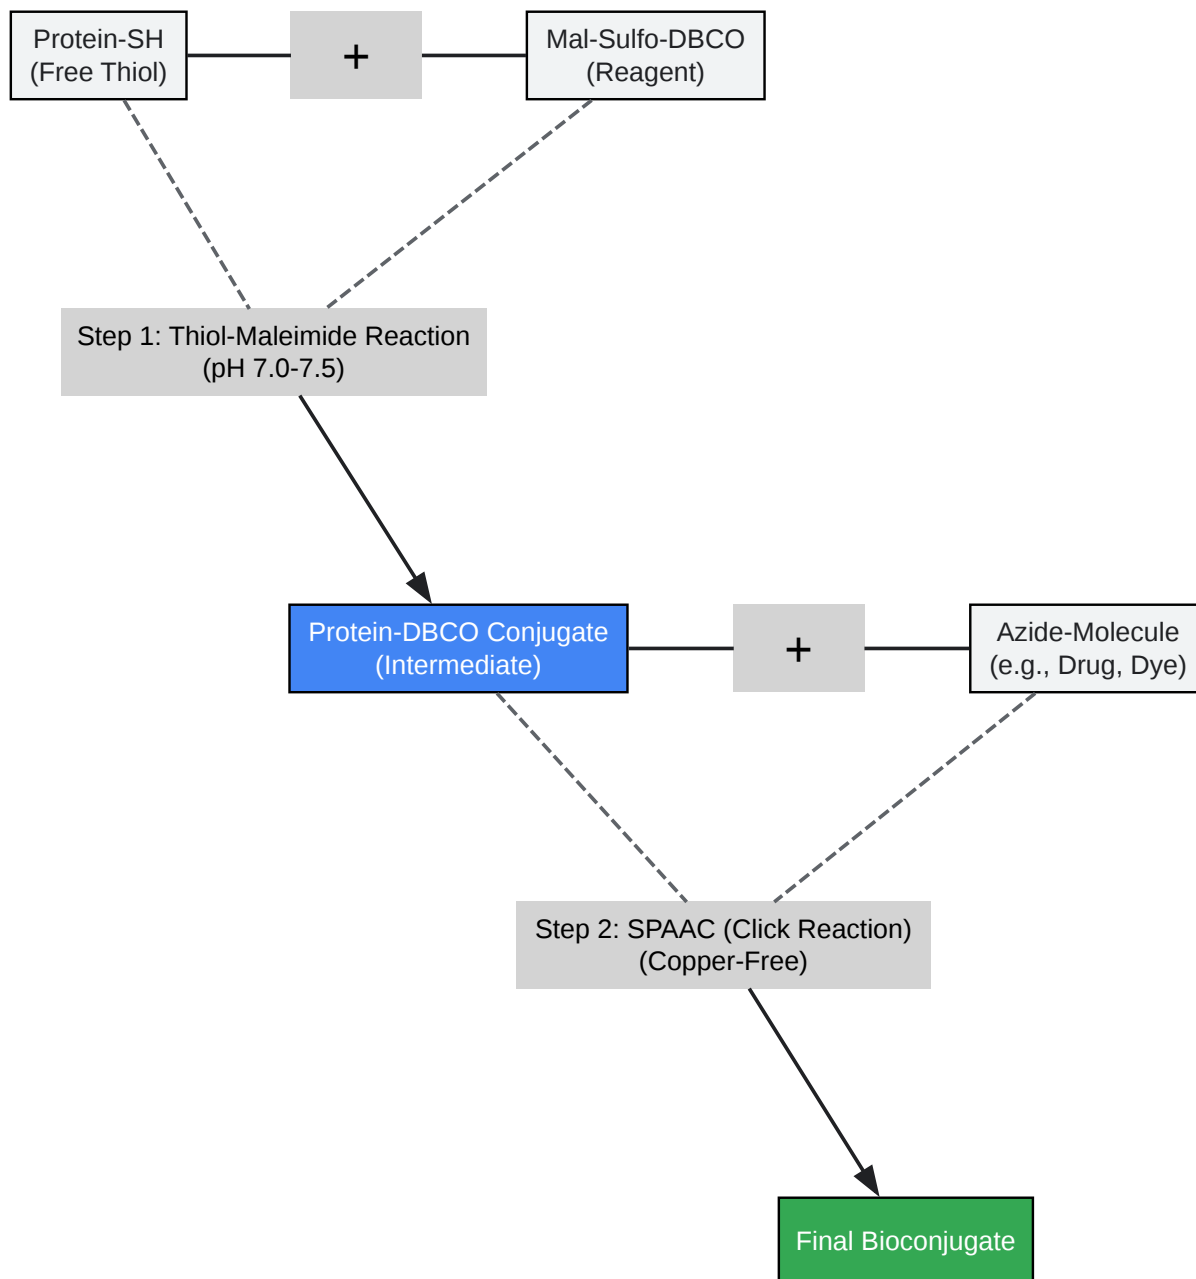 Protein-SH
(Free Thiol)
+
Mal-Sulfo-DBCO
(Reagent)
Step 1: Thiol-Maleimide Reaction
(pH 7.0-7.5)
Protein-DBCO Conjugate
(Intermediate)
+
Azide-Molecule
(e.g., Drug, Dye)
Step 2: SPAAC (Click Reaction)
(Copper-Free)
Final Bioconjugate